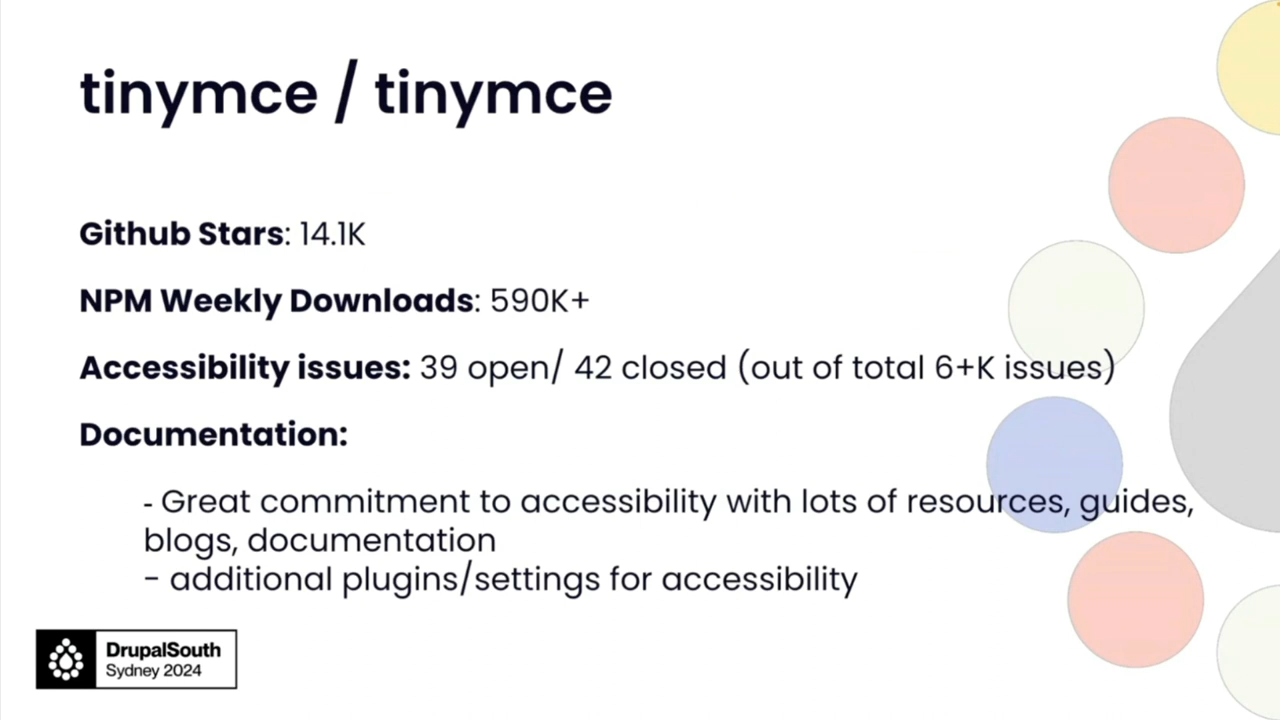 tinymce / tinymce
Github Stars: 14.1K
NPM Weekly Downloads: 590K+
Accessibility issues: 39 open/ 42 closed (out of total 6+K issues)
Documentation:
- Great commitment to accessibility with lots of resources, guides,
blogs, documentation
- additional plugins/settings for accessibility
DrupalSouth
Sydney 2024